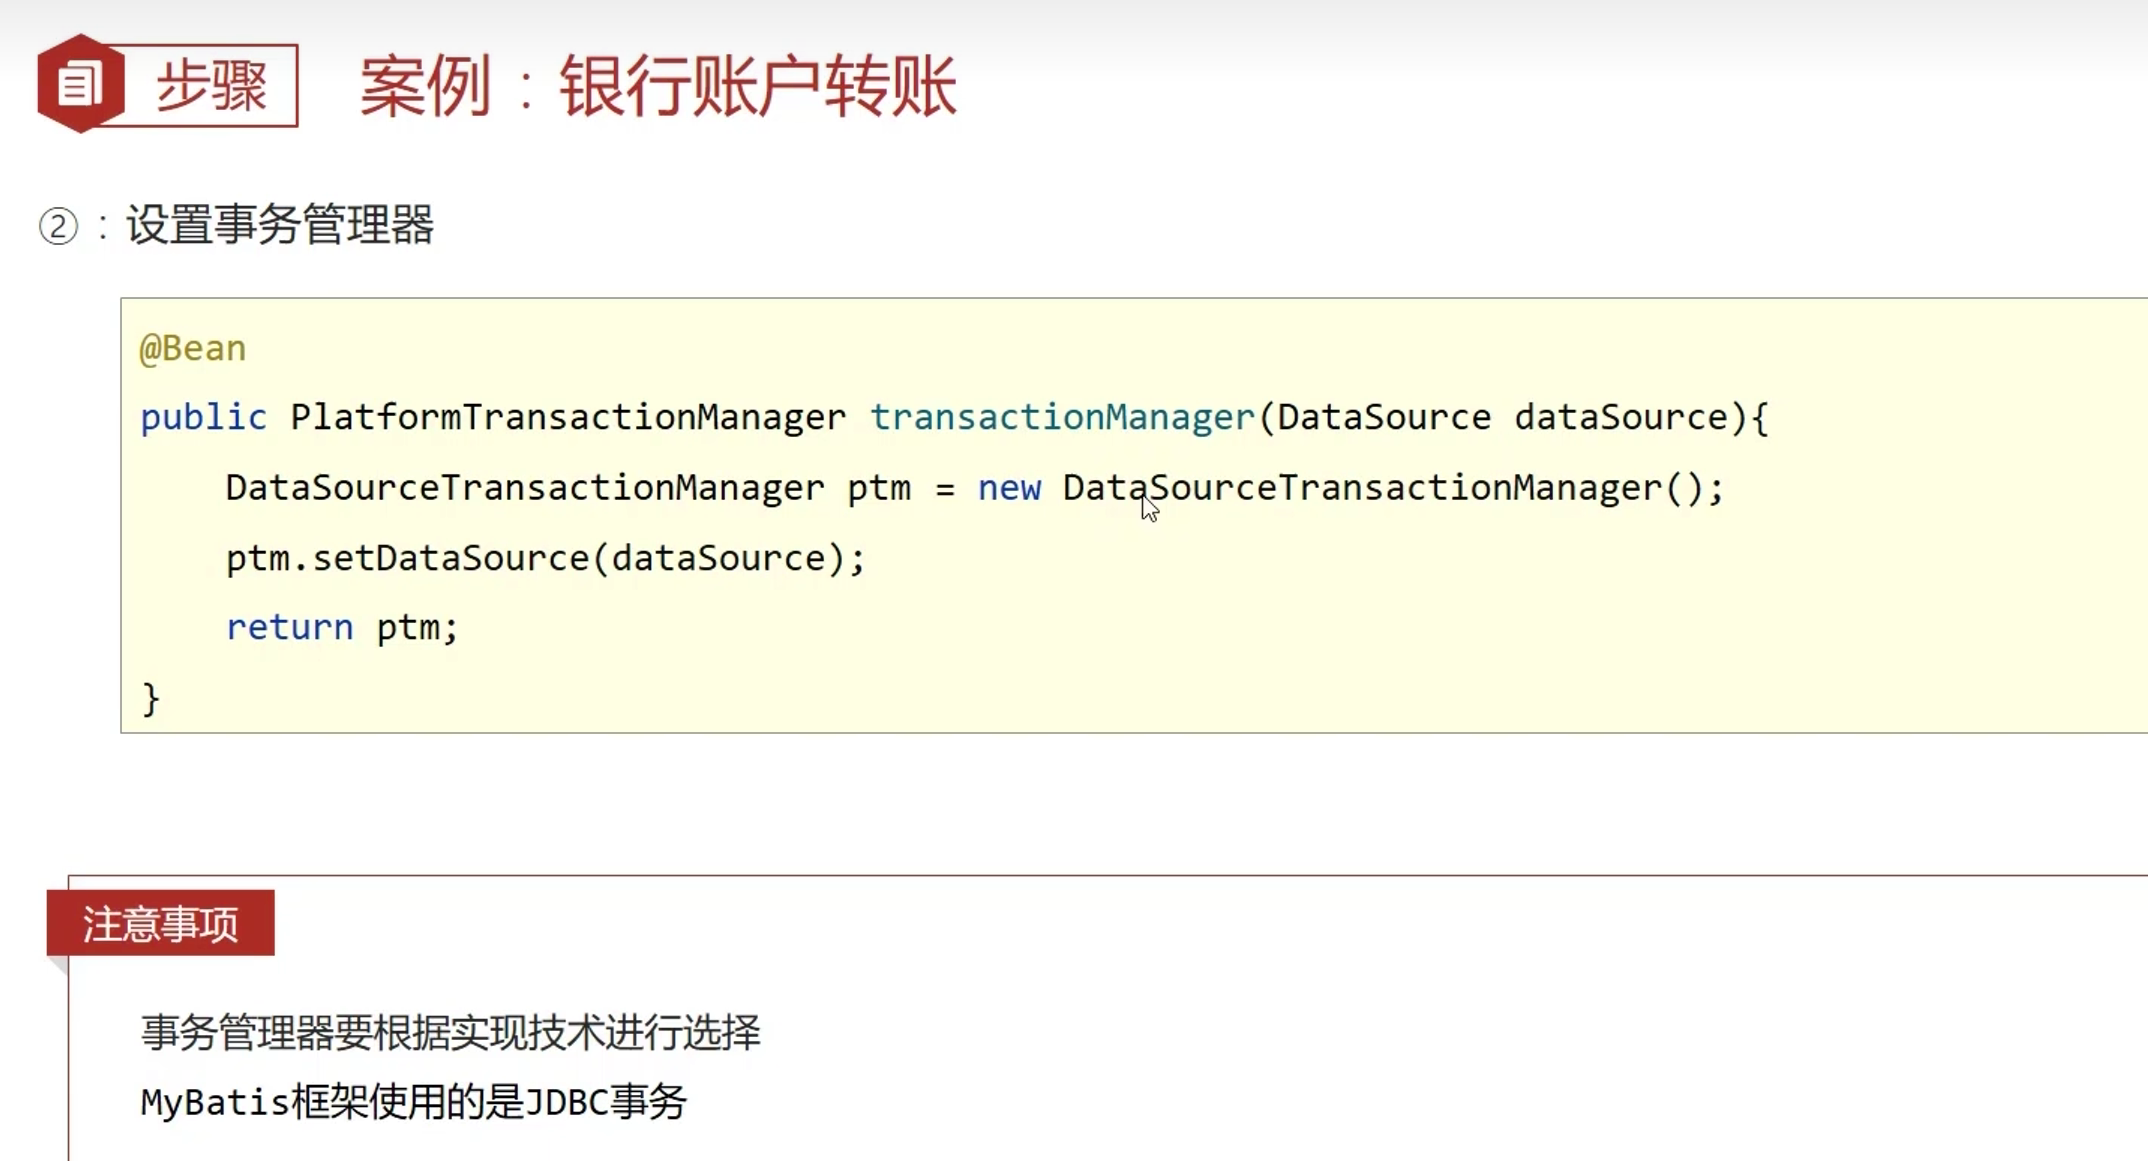 步骤 案例：银行账户转账
②：设置事务管理器
@Bean
public PlatformTransactionManager transactionManager(DataSource dataSource){
    DataSourceTransactionManager ptm = new DataSourceTransactionManager();
    ptm.setDataSource(dataSource);
    return ptm;
}
注意事项
事务管理器要根据实现技术进行选择
MyBatis框架使用的是JDBC事务